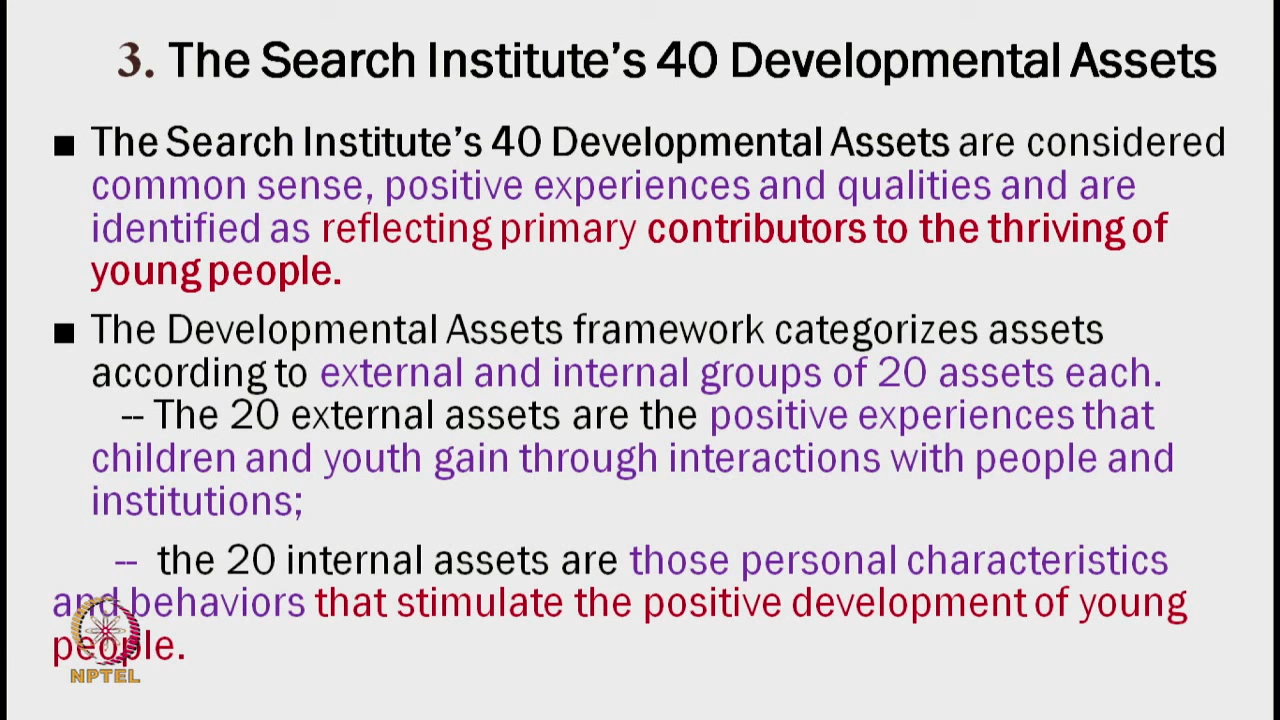 3. The Search Institute's 40 Developmental Assets
■ The Search Institute's 40 Developmental Assets are considered
common sense, positive experiences and qualities and are
identified as reflecting primary contributors to the thriving of
young people.
■ The Developmental Assets framework categorizes assets
according to external and internal groups of 20 assets each.
-- The 20 external assets are the positive experiences that
children and youth gain through interactions with people and
institutions;
-- the 20 internal assets are those personal characteristics
and behaviors that stimulate the positive development of young
people.
NPTEL